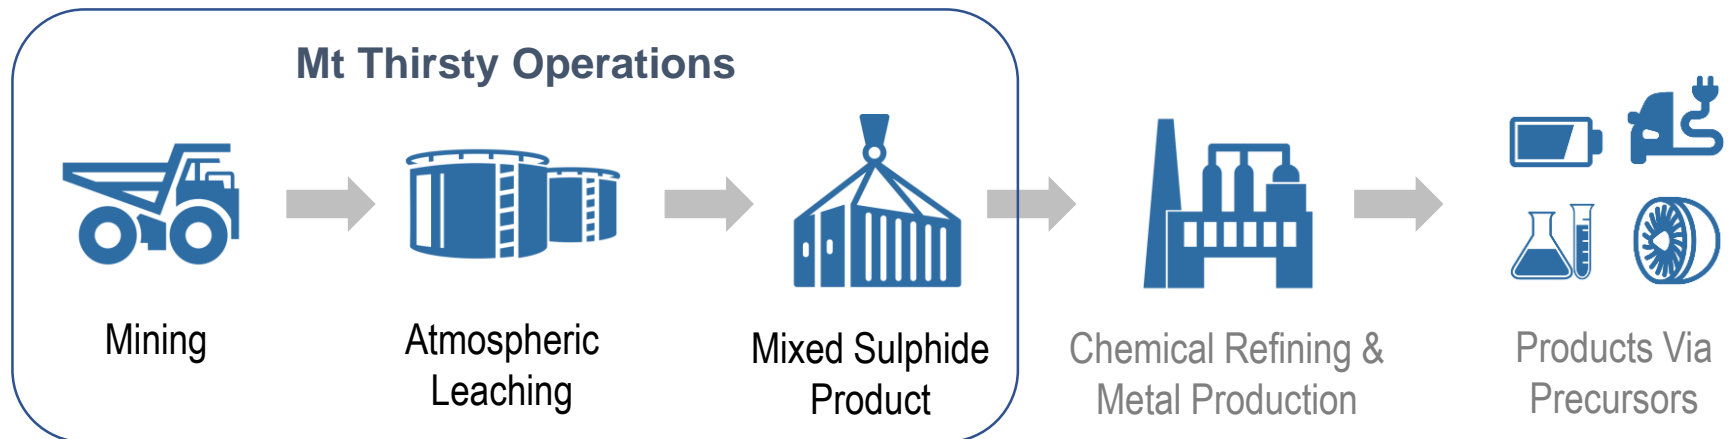 Mt Thirsty Operations
Mining
Atmospheric
Leaching
Mixed Sulphide
Product
Chemical Refining &
Metal Production
Products Via
Precursors